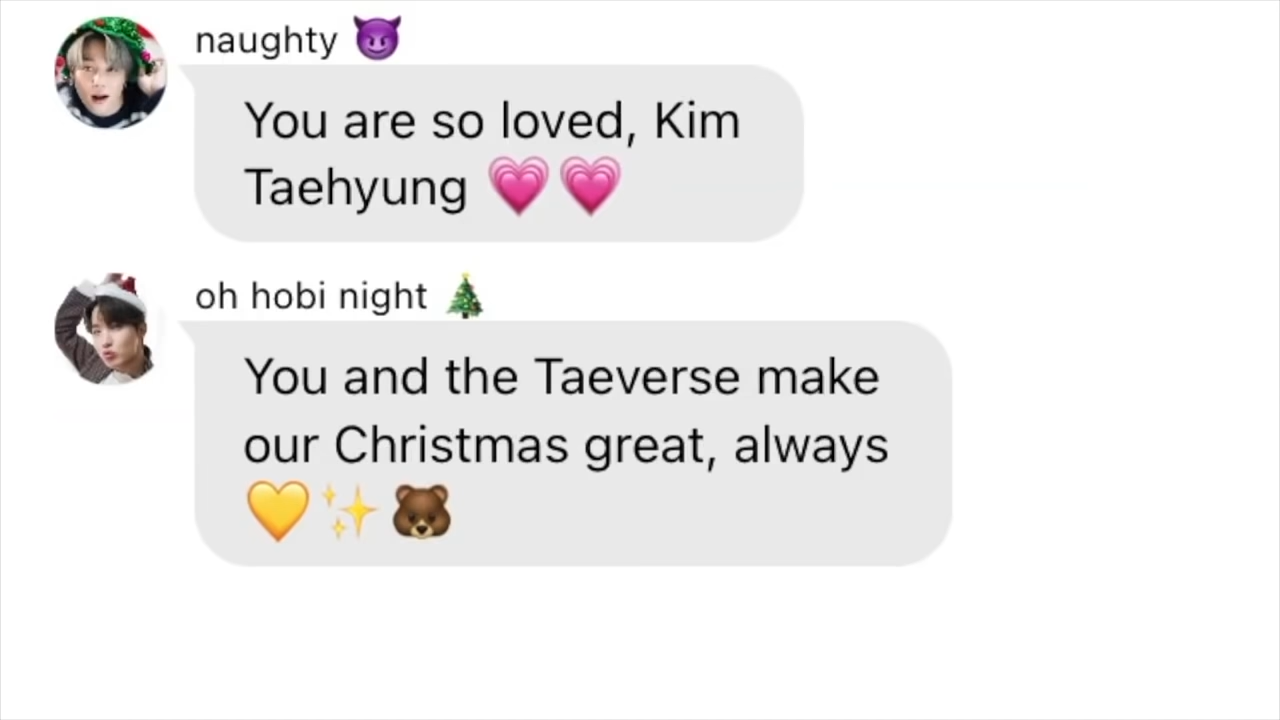 naughty 😈
You are so loved, Kim
Taehyung 💗💗
oh hobi night 🎄
You and the Taeverse make
our Christmas great, always
💛✨🐻